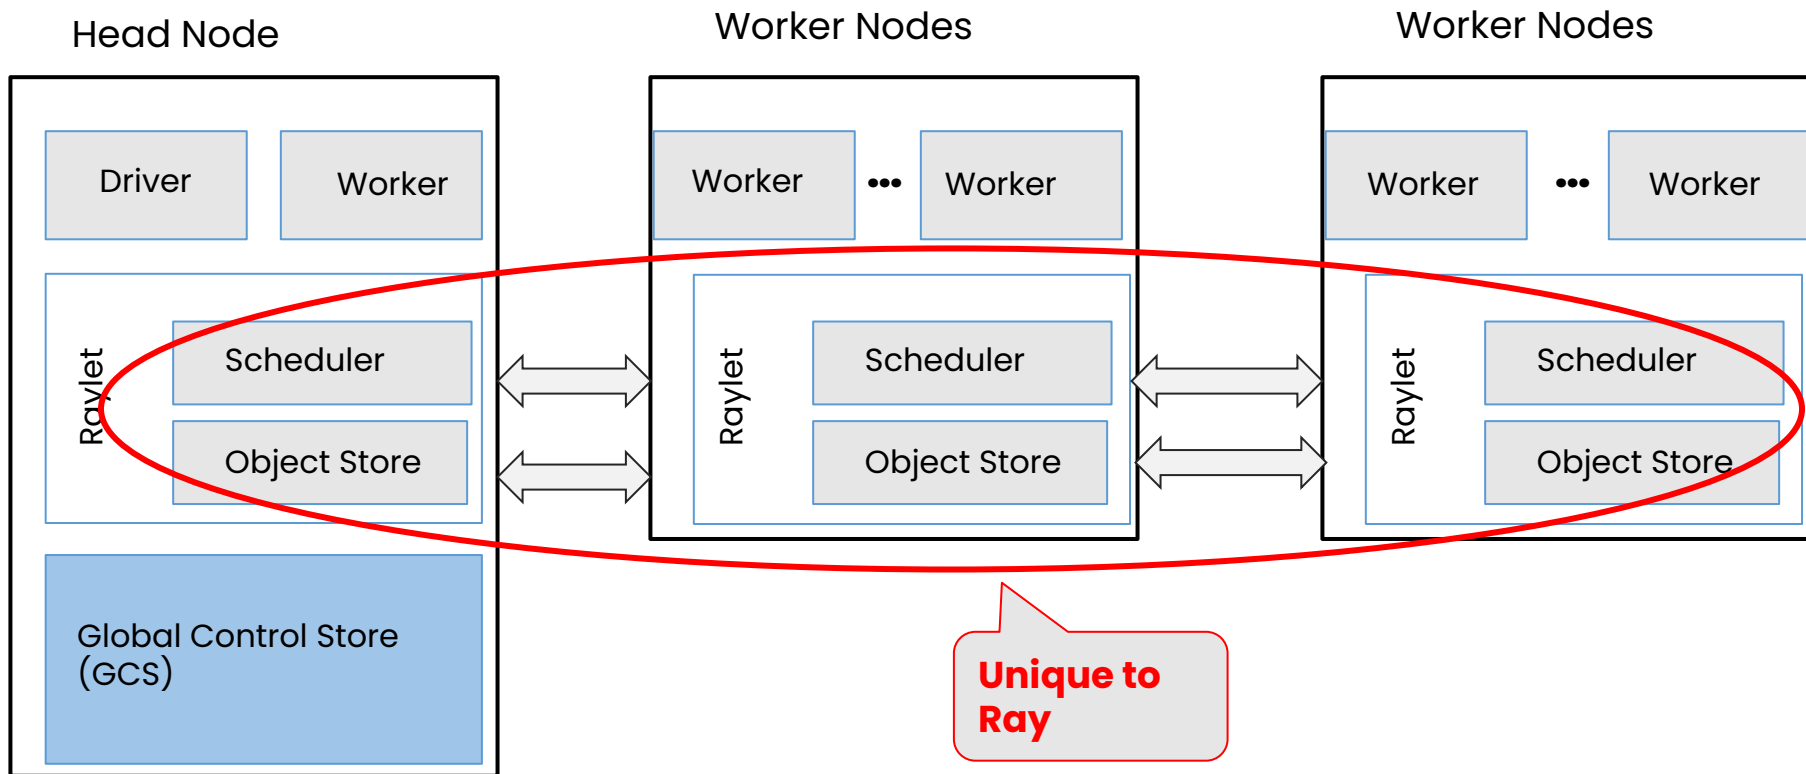 Head Node
Worker Nodes
Worker Nodes
Driver
Worker
Worker
•••
Worker
Worker
•••
Worker
Raylet
Scheduler
Object Store
Raylet
Scheduler
Object Store
Raylet
Scheduler
Object Store
Global Control Store
(GCS)
Unique to
Ray